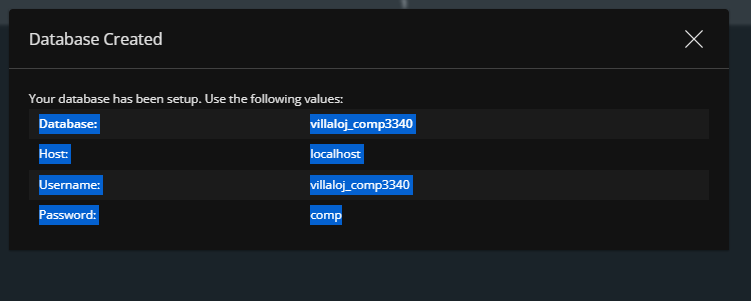 Database Created
Your database has been setup. Use the following values:
Database: villaloj_comp3340
Host: localhost
Username: villaloj_comp3340
Password: comp